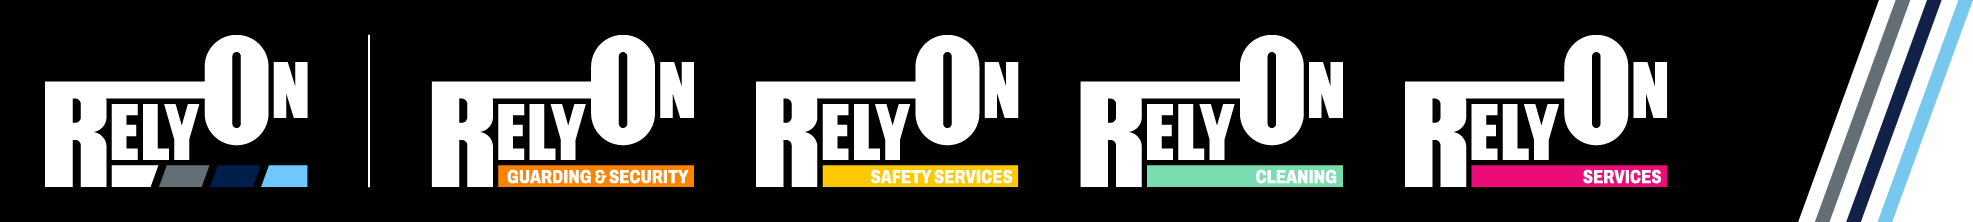 RELYON
RELYON
GUARDING & SECURITY
RELYON
SAFETY SERVICES
RELYON
CLEANING
RELYON
SERVICES